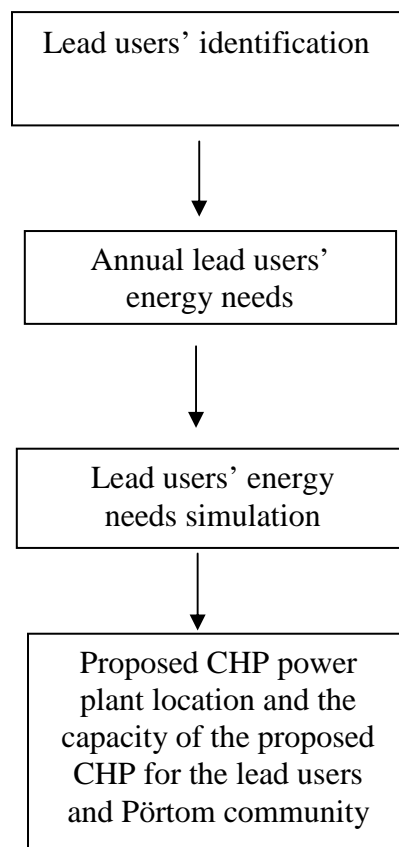 Lead users’ identification
Annual lead users’
energy needs
Lead users’ energy
needs simulation
Proposed CHP power
plant location and the
capacity of the proposed
CHP for the lead users
and Pörtom community